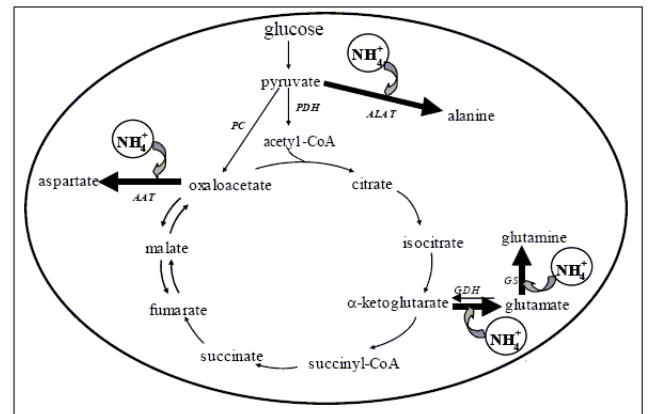 glucose
NH4+
pyruvate
ALAT
alanine
PC
PDH
acetyl-CoA
NH4+
aspartate
AAT
oxaloacetate
citrate
malate
isocitrate
glutamine
NH4+
GS
GDH
α-ketoglutarate
glutamate
fumarate
NH4+
succinate
succinyl-CoA